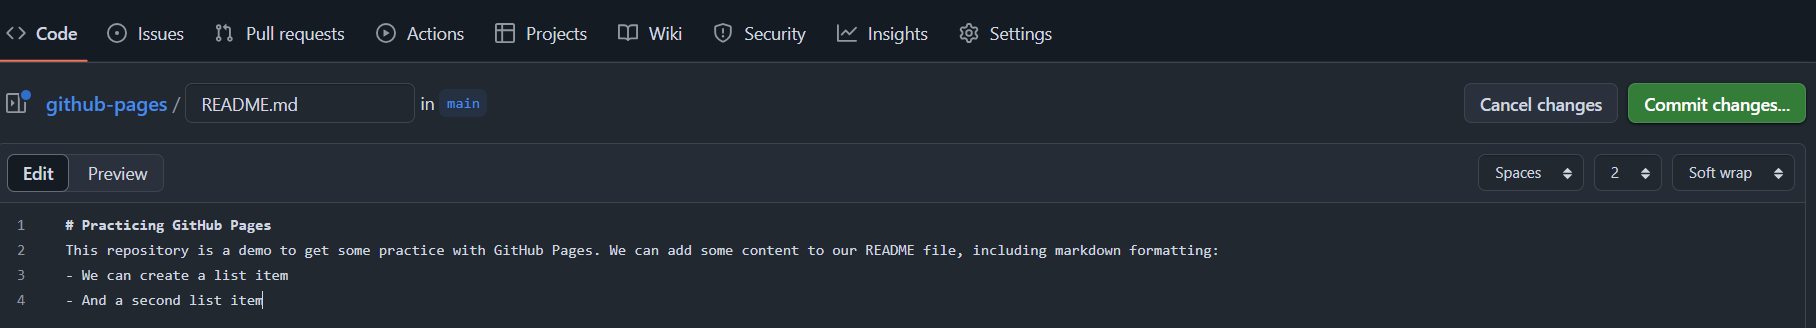 Code Issues Pull requests Actions Projects Wiki Security Insights Settings
github-pages / README.md in main Cancel changes Commit changes...
Edit Preview Spaces 2 Soft wrap
1 # Practicing GitHub Pages
2 This repository is a demo to get some practice with GitHub Pages. We can add some content to our README file, including markdown formatting:
3 - We can create a list item
4 - And a second list item